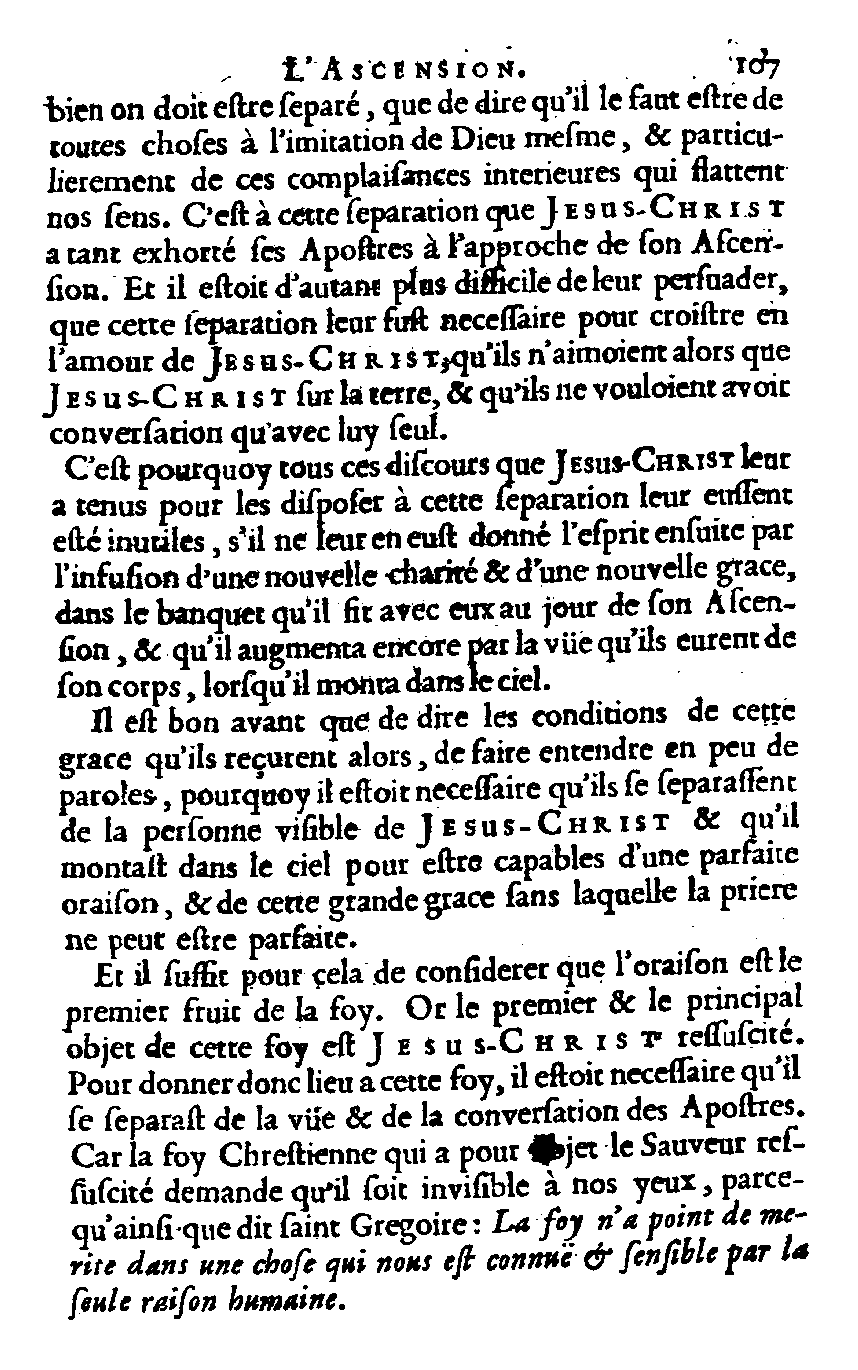 L'ASCENSION. 107
bien on doit eſtre ſeparé, que de dire qu'il le faut eſtre de
toutes choſes à l'imitation de Dieu meſme, & particu-
lierement de ces complaiſances interieures qui flattent
nos ſens. C'eſt à cette ſeparation que JESUS-CHRIST
a tant exhorté ſes Apoſtres à l'approche de ſon Aſcen-
ſion. Et il eſtoit d'autant plus difficile de leur perſuader,
que cette ſeparation leur fuſt neceſſaire pour croiſtre en
l'amour de JESUS-CHRIST, qu'ils n'aimoient alors que
JESUS-CHRIST ſur la terre, & qu'ils ne vouloient avoir
converſation qu'avec luy ſeul.
C'eſt pourquoy tous ces diſcours que JESUS-CHRIST leur
a tenus pour les diſpoſer à cette ſeparation leur euſſent
eſté inutiles, s'il ne leur en euſt donné l'eſprit enſuite par
l'infuſion d'une nouvelle charité & d'une nouvelle grace,
dans le banquet qu'il fit avec eux au jour de ſon Aſcen-
ſion, & qu'il augmenta encore par la vüe qu'ils eurent de
ſon corps, lorſqu'il monta dans le ciel.
Il eſt bon avant que de dire les conditions de cette
grace qu'ils reçurent alors, de faire entendre en peu de
paroles, pourquoy il eſtoit neceſſaire qu'ils ſe ſeparaſſent
de la perſonne viſible de JESUS-CHRIST & qu'il
montaſt dans le ciel pour eſtre capables d'une parfaite
oraiſon, & de cette grande grace ſans laquelle la priere
ne peut eſtre parfaite.
Et il ſuffit pour cela de conſiderer que l'oraiſon eſt le
premier fruit de la foy. Or le premier & le principal
objet de cette foy eſt JESUS-CHRIST reſſuſcité.
Pour donner donc lieu a cette foy, il eſtoit neceſſaire qu'il
ſe ſeparaſt de la vüe & de la converſation des Apoſtres.
Car la foy Chreſtienne qui a pour objet le Sauveur reſ-
ſuſcité demande qu'il ſoit inviſible à nos yeux, parce-
qu'ainſi que dit ſaint Gregoire: La foy n'a point de me-
rite dans une choſe qui nous eſt connuë & ſenſible par la
ſeule raiſon humaine.